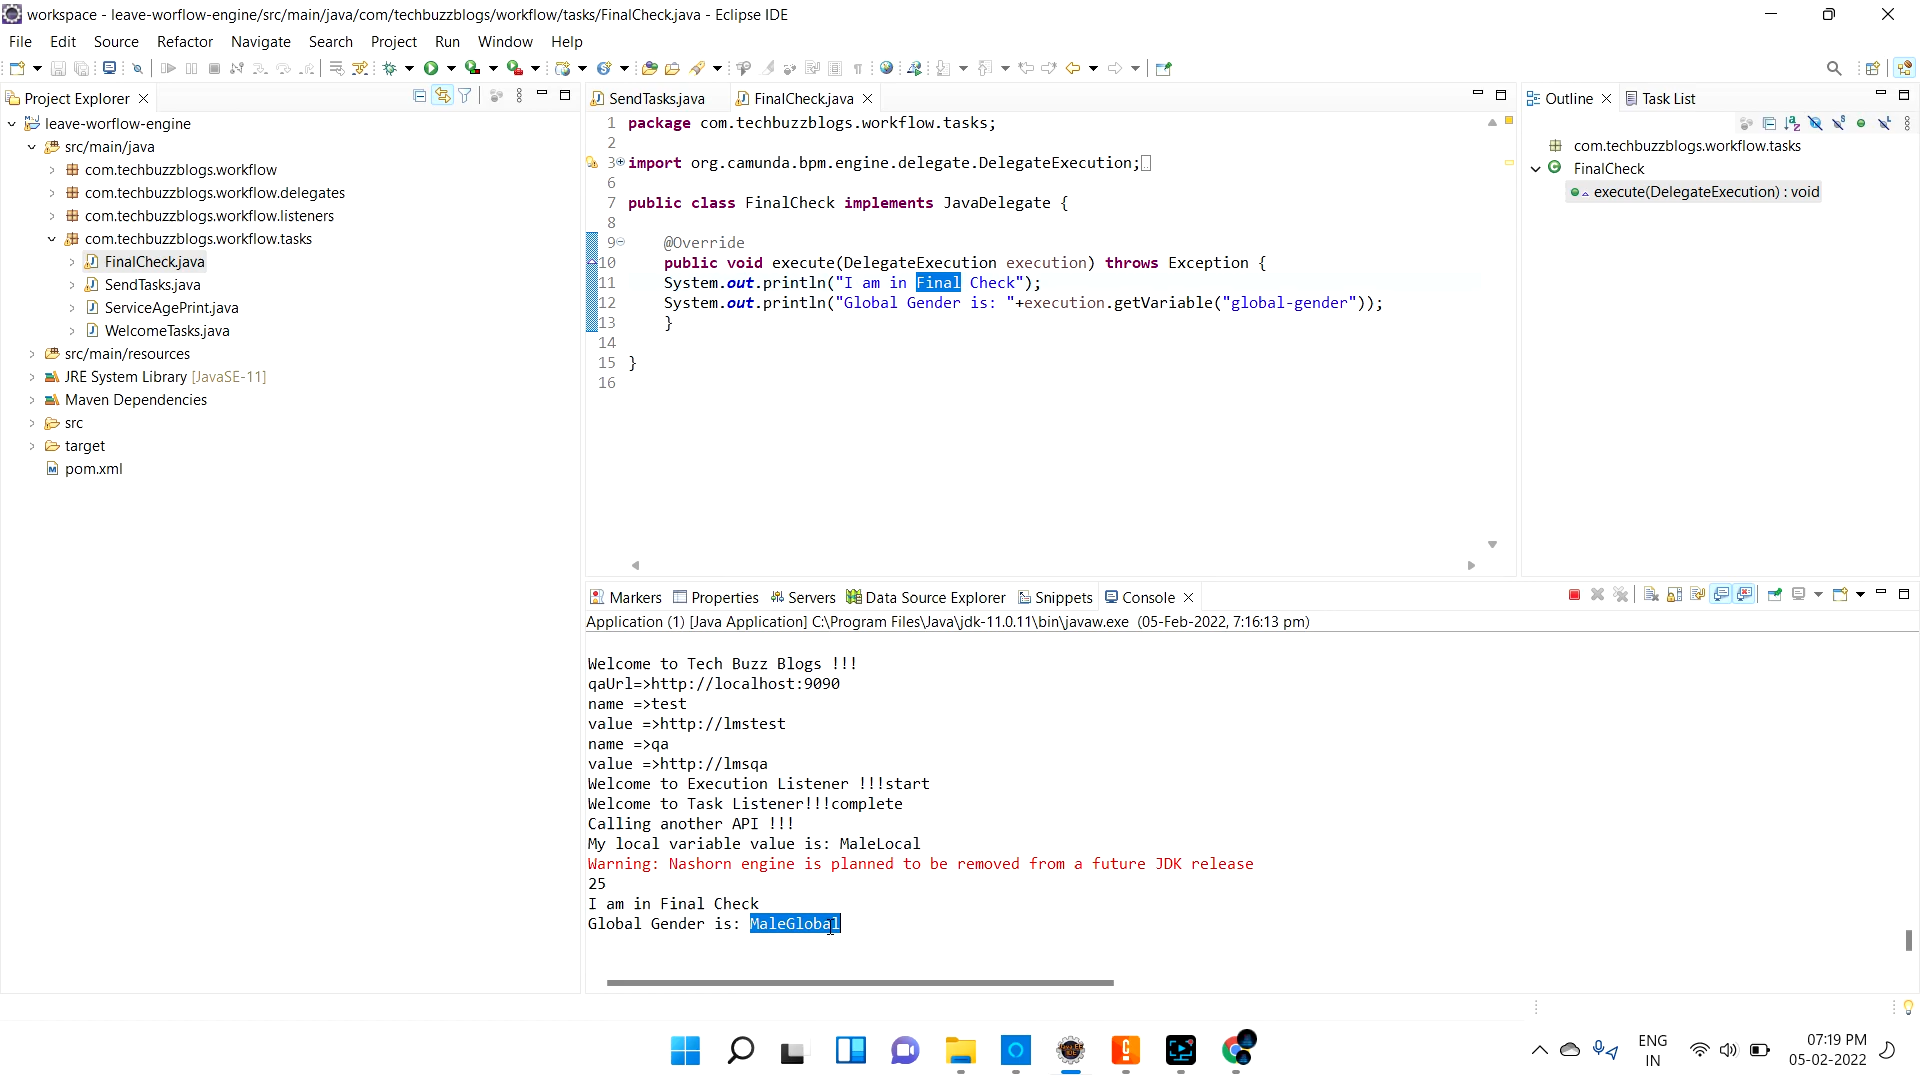 workspace - leave-worflow-engine/src/main/java/com/techbuzzblogs/workflow/tasks/FinalCheck.java - Eclipse IDE
File Edit Source Refactor Navigate Search Project Run Window Help
Project Explorer
leave-worflow-engine
src/main/java
com.techbuzzblogs.workflow
com.techbuzzblogs.workflow.delegates
com.techbuzzblogs.workflow.listeners
com.techbuzzblogs.workflow.tasks
FinalCheck.java
SendTasks.java
ServiceAgePrint.java
WelcomeTasks.java
src/main/resources
JRE System Library [JavaSE-11]
Maven Dependencies
src
target
pom.xml
SendTasks.java FinalCheck.java
1 package com.techbuzzblogs.workflow.tasks;
2
3 import org.camunda.bpm.engine.delegate.DelegateExecution;
6
7 public class FinalCheck implements JavaDelegate {
8
9 @Override
10 public void execute(DelegateExecution execution) throws Exception {
11 System.out.println("I am in Final Check");
12 System.out.println("Global Gender is: "+execution.getVariable("global-gender"));
13 }
14
15 }
16
Outline Task List
com.techbuzzblogs.workflow.tasks
FinalCheck
execute(DelegateExecution) : void
Markers Properties Servers Data Source Explorer Snippets Console
Application (1) [Java Application] C:\Program Files\Java\jdk-11.0.11\bin\javaw.exe (05-Feb-2022, 7:16:13 pm)
Welcome to Tech Buzz Blogs !!!
qaUrl=>http://localhost:9090
name =>test
value =>http://lmstest
name =>qa
value =>http://lmsqa
Welcome to Execution Listener !!!start
Welcome to Task Listener!!!complete
Calling another API !!!
My local variable value is: MaleLocal
Warning: Nashorn engine is planned to be removed from a future JDK release
25
I am in Final Check
Global Gender is: MaleGlobal
ENG
IN
07:19 PM
05-02-2022